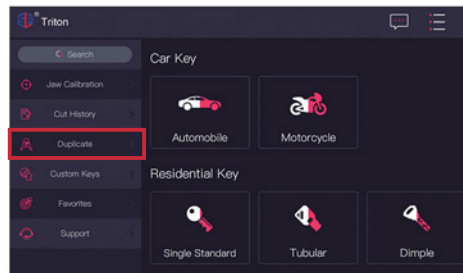 Triton
Search
Jaw Calibration
Cut History
Duplicate
Custom Keys
Favorites
Support
Car Key
Automobile
Motorcycle
Residential Key
Single Standard
Tubular
Dimple